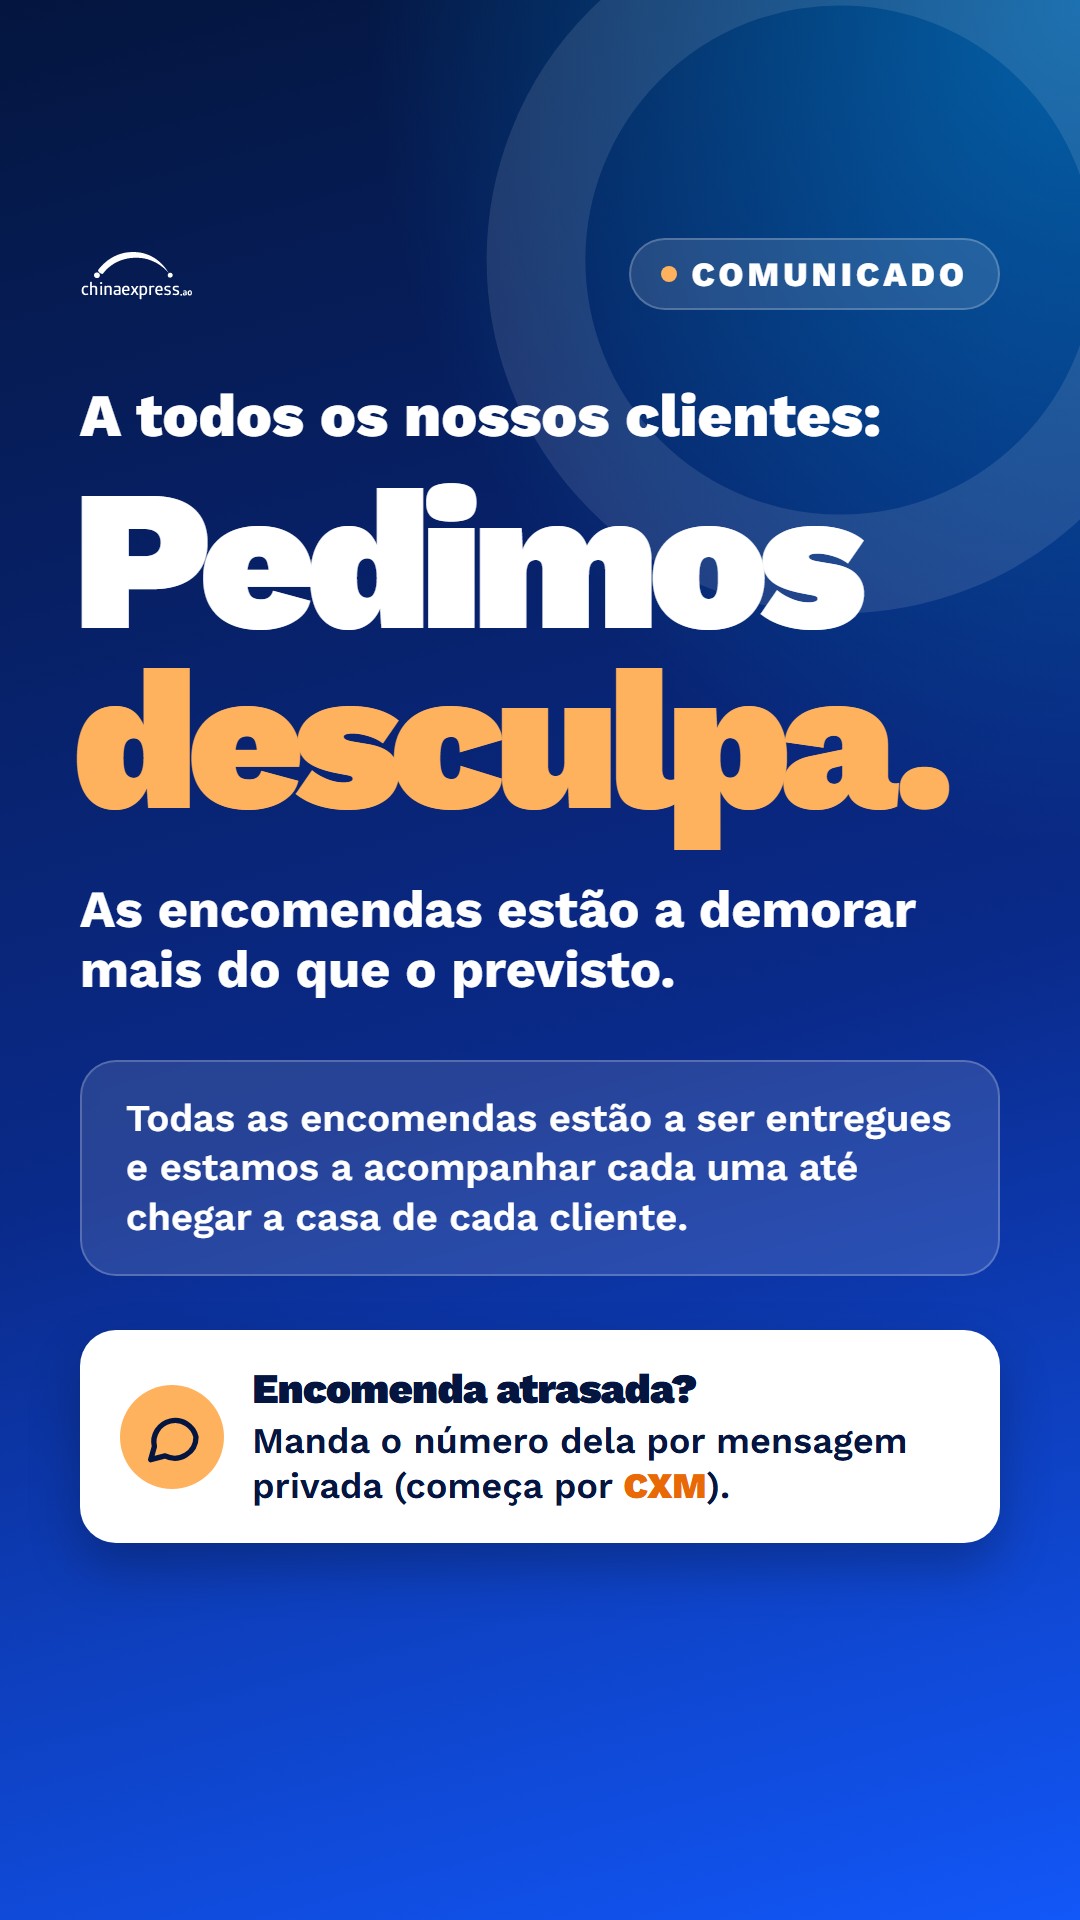 chinaexpress.ao
COMUNICADO
A todos os nossos clientes:
Pedimos
desculpa.
As encomendas estão a demorar
mais do que o previsto.
Todas as encomendas estão a ser entregues
e estamos a acompanhar cada uma até
chegar a casa de cada cliente.
Encomenda atrasada?
Manda o número dela por mensagem
privada (começa por CXM).